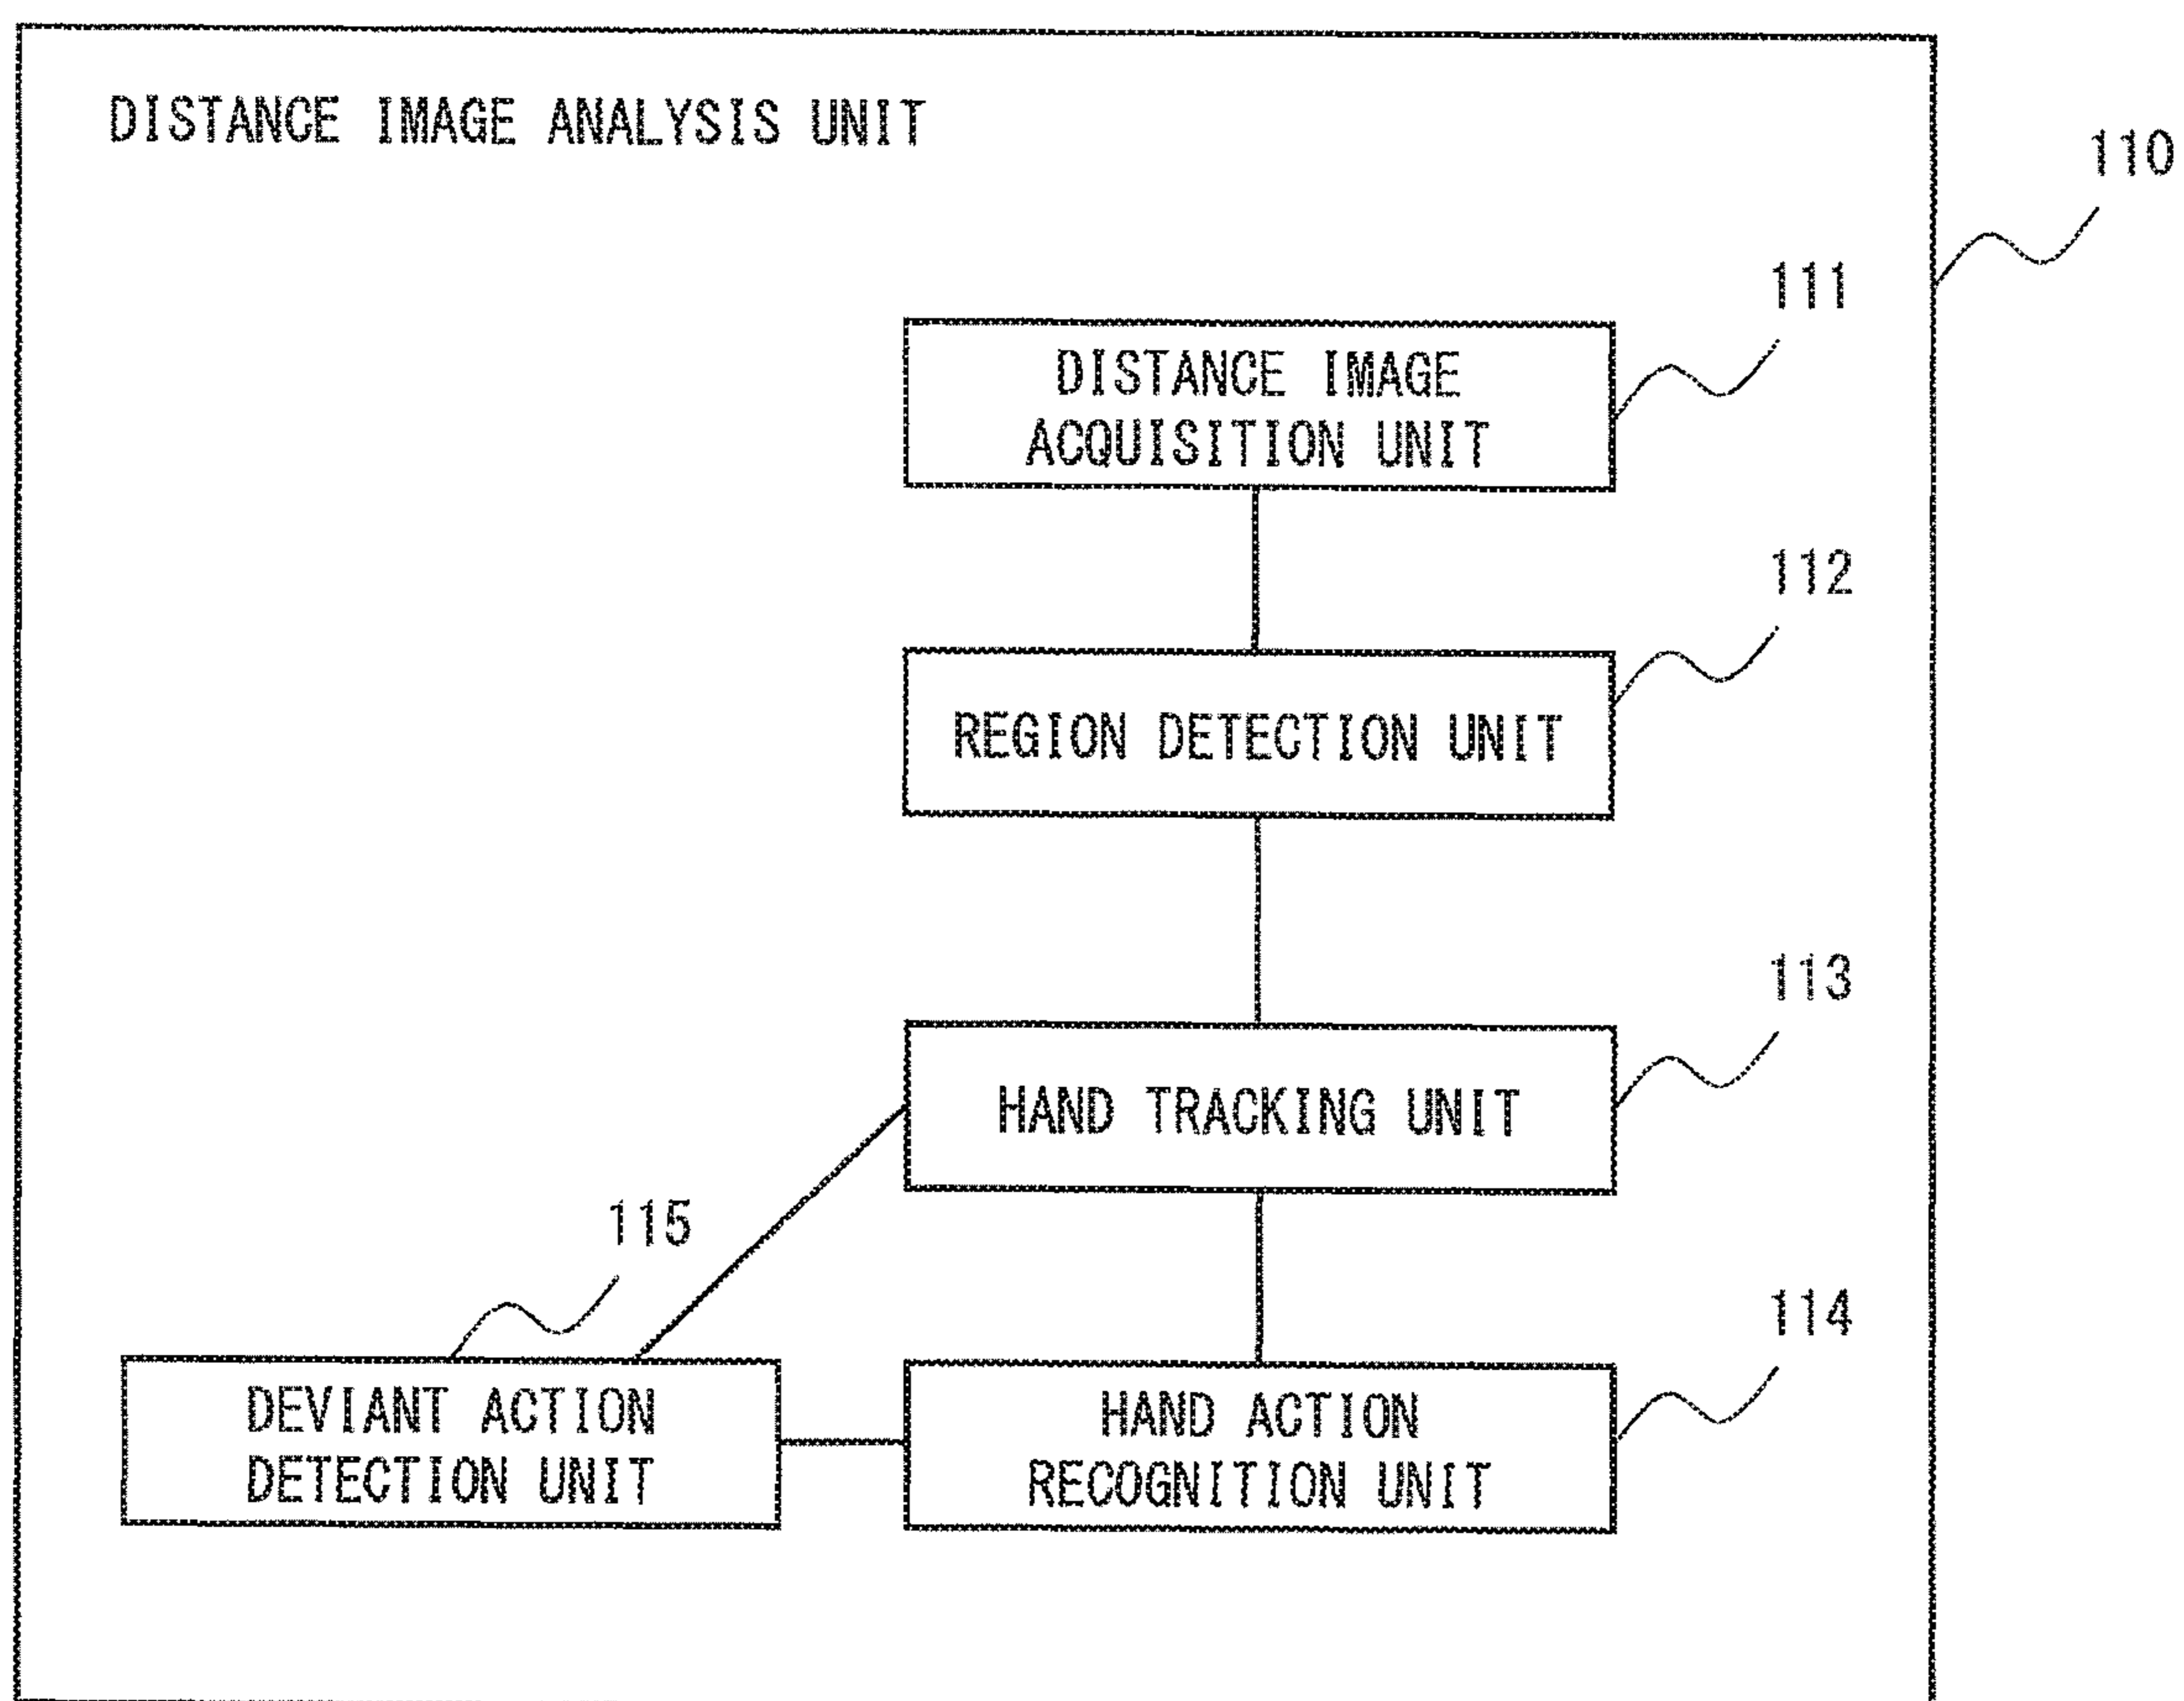 DISTANCE IMAGE ANALYSIS UNIT
110
111
DISTANCE IMAGE
ACQUISITION UNIT
112
REGION DETECTION UNIT
113
HAND TRACKING UNIT
115
114
DEVIANT ACTION
DETECTION UNIT
HAND ACTION
RECOGNITION UNIT